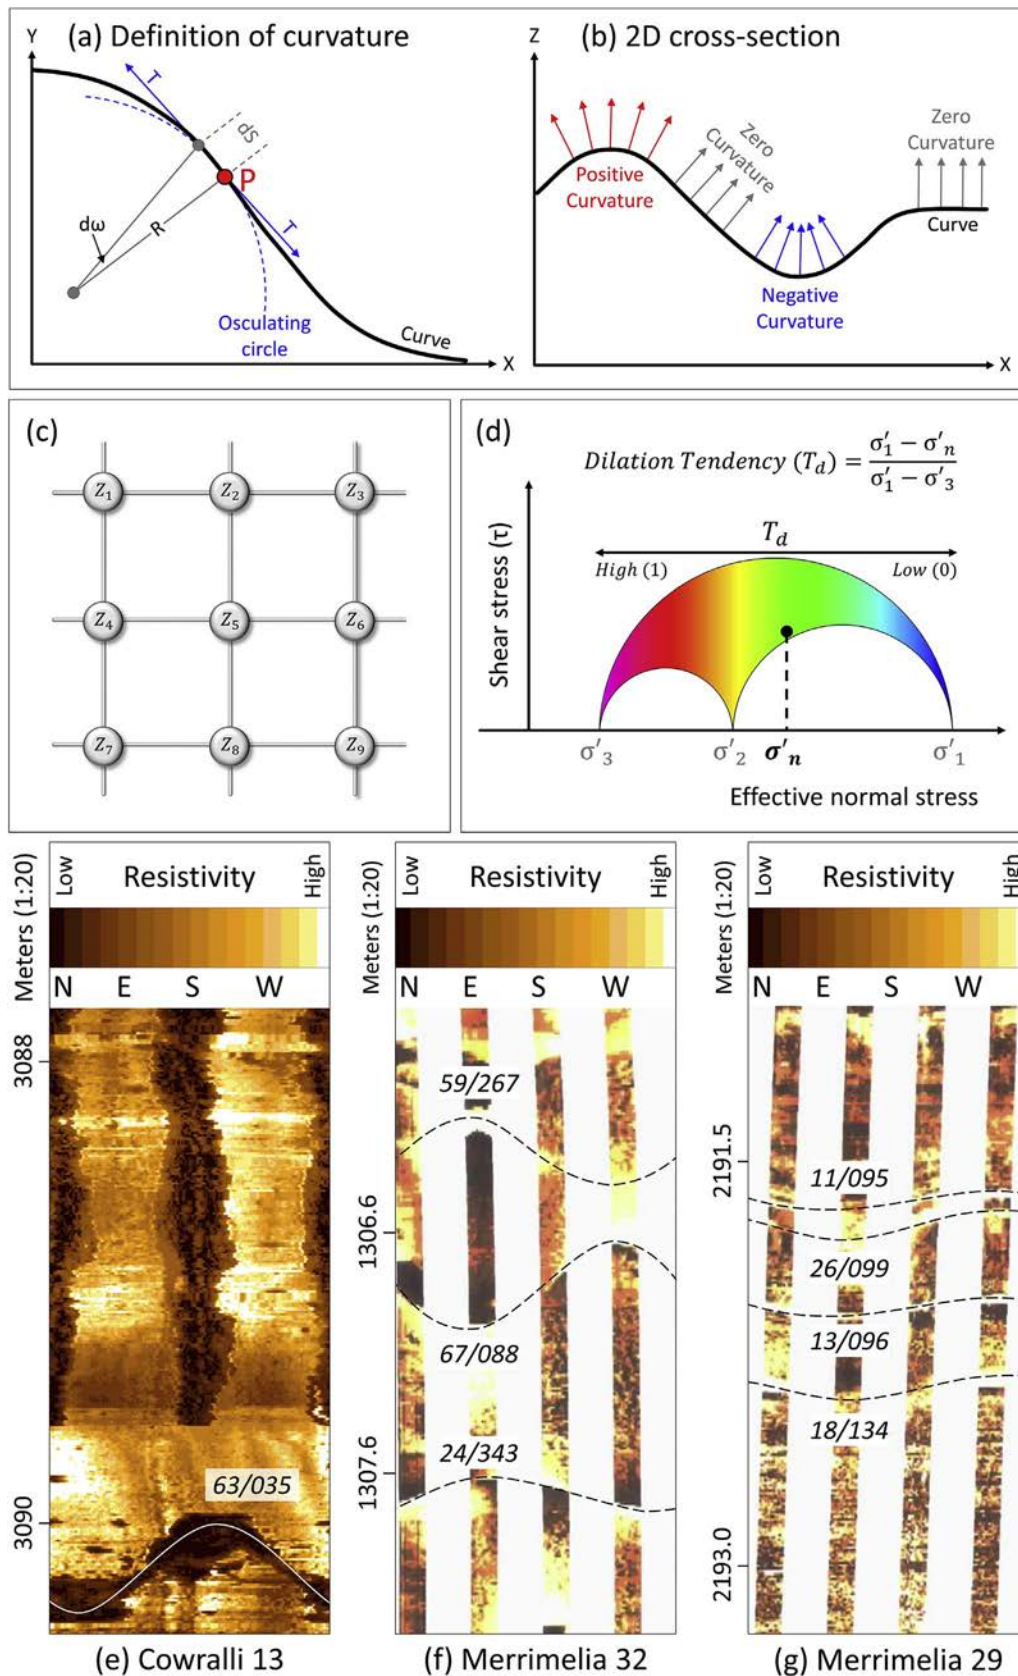 (a) Definition of curvature
Y
T
dS
P
dω
R
T
Osculating
circle
Curve
X
(b) 2D cross-section
Z
Positive
Curvature
Zero
Curvature
Negative
Curvature
Zero
Curvature
Curve
X
(c)
Z1 Z2 Z3
Z4 Z5 Z6
Z7 Z8 Z9
(d)
Dilation Tendency (Td) = σ′1 − σ′n / σ′1 − σ′3
Shear stress (τ)
Td
High (1) Low (0)
σ′3 σ′2 σ′n σ′1
Effective normal stress
Meters (1:20)
Low Resistivity High
N E S W
3088
63/035
3090
(e) Cowralli 13
Meters (1:20)
Low Resistivity High
N E S W
59/267
1306.6
67/088
24/343
1307.6
(f) Merrimelia 32
Meters (1:20)
Low Resistivity High
N E S W
2191.5
11/095
26/099
13/096
18/134
2193.0
(g) Merrimelia 29